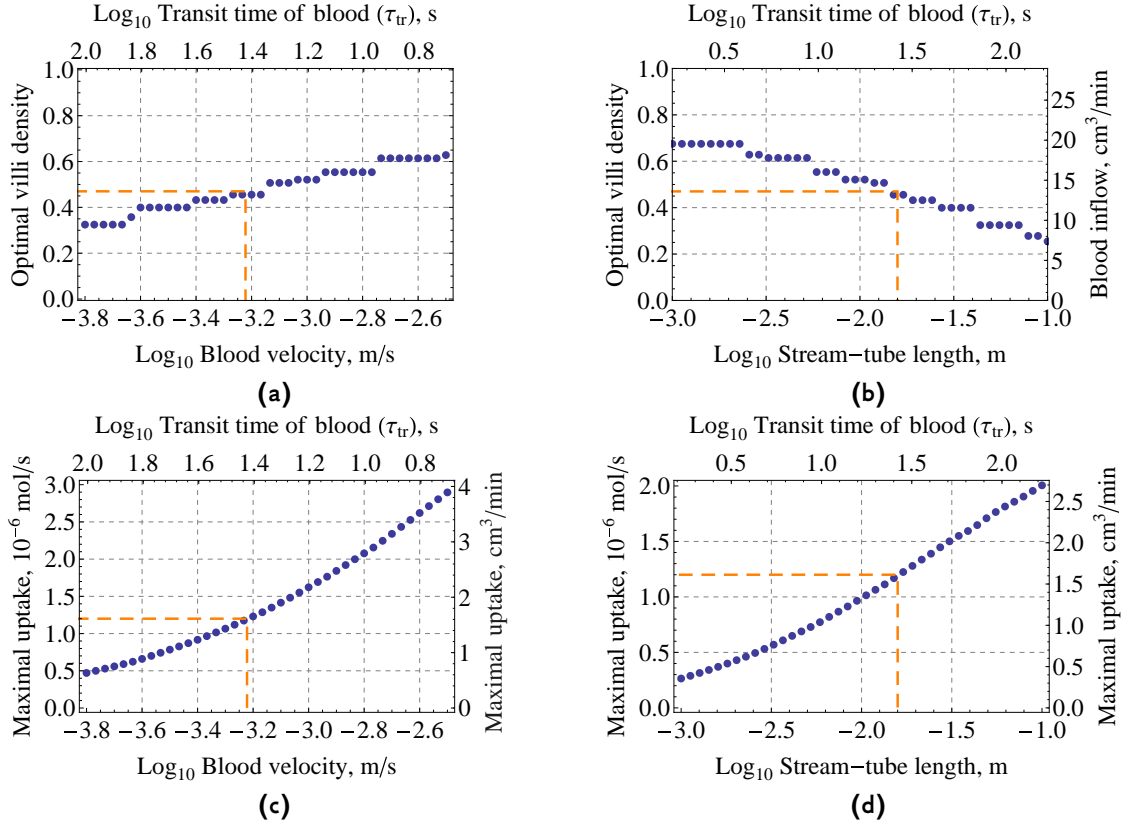 Log10 Transit time of blood (τtr), s
2.0 1.8 1.6 1.4 1.2 1.0 0.8
1.0
0.8
0.6
0.4
0.2
0.0
Optimal villi density
−3.8 −3.6 −3.4 −3.2 −3.0 −2.8 −2.6
Log10 Blood velocity, m/s
(a)
Log10 Transit time of blood (τtr), s
0.5 1.0 1.5 2.0
1.0
0.8
0.6
0.4
0.2
0.0
Optimal villi density
25
20
15
10
5
0
Blood inflow, cm³/min
−3.0 −2.5 −2.0 −1.5 −1.0
Log10 Stream−tube length, m
(b)
Log10 Transit time of blood (τtr), s
2.0 1.8 1.6 1.4 1.2 1.0 0.8
3.0
2.5
2.0
1.5
1.0
0.5
0.0
Maximal uptake, 10⁻⁶ mol/s
4
3
2
1
0
Maximal uptake, cm³/min
−3.8 −3.6 −3.4 −3.2 −3.0 −2.8 −2.6
Log10 Blood velocity, m/s
(c)
Log10 Transit time of blood (τtr), s
0.5 1.0 1.5 2.0
2.0
1.5
1.0
0.5
0.0
Maximal uptake, 10⁻⁶ mol/s
2.5
2.0
1.5
1.0
0.5
0.0
Maximal uptake, cm³/min
−3.0 −2.5 −2.0 −1.5 −1.0
Log10 Stream−tube length, m
(d)